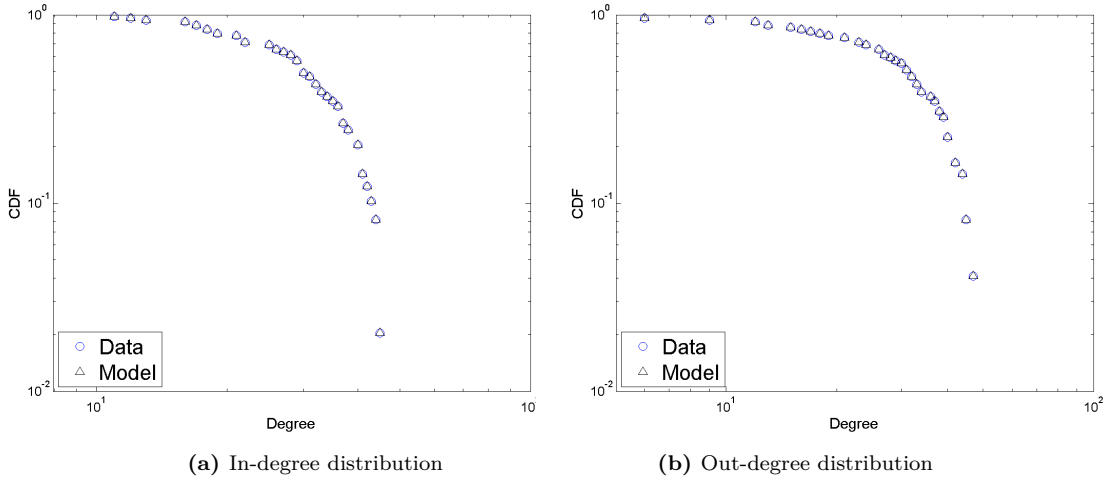 10^0
10^-1
10^-2
CDF
Data
Model
10^1
10
Degree
(a) In-degree distribution
10^0
10^-1
10^-2
CDF
Data
Model
10^1
10^2
Degree
(b) Out-degree distribution